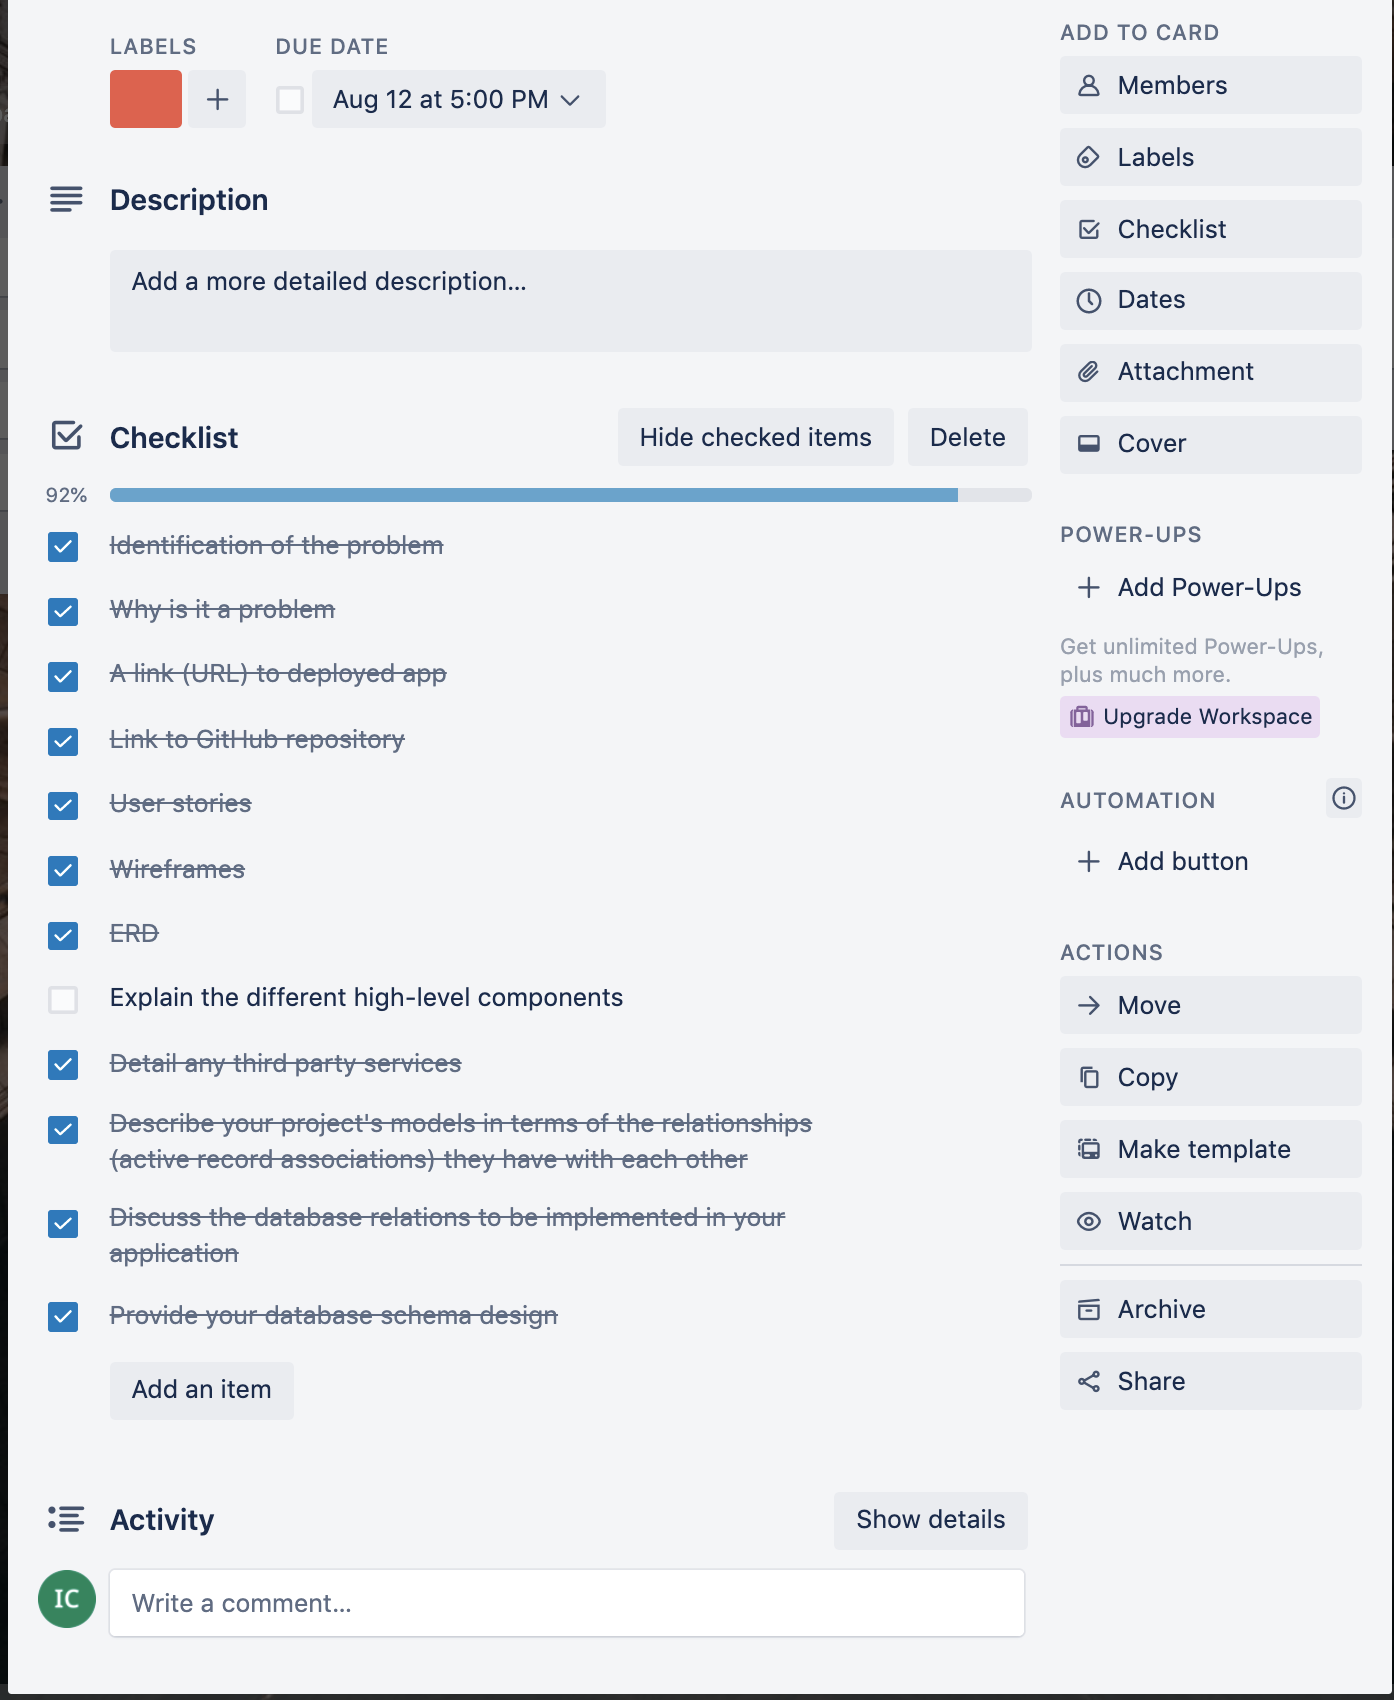 LABELS
DUE DATE
Aug 12 at 5:00 PM
Description
Add a more detailed description...
Checklist
Hide checked items
Delete
92%
Identification of the problem
Why is it a problem
A link (URL) to deployed app
Link to GitHub repository
User stories
Wireframes
ERD
Explain the different high-level components
Detail any third party services
Describe your project's models in terms of the relationships
(active record associations) they have with each other
Discuss the database relations to be implemented in your
application
Provide your database schema design
Add an item
Activity
Show details
IC
Write a comment...
ADD TO CARD
Members
Labels
Checklist
Dates
Attachment
Cover
POWER-UPS
Add Power-Ups
Get unlimited Power-Ups,
plus much more.
Upgrade Workspace
AUTOMATION
Add button
ACTIONS
Move
Copy
Make template
Watch
Archive
Share